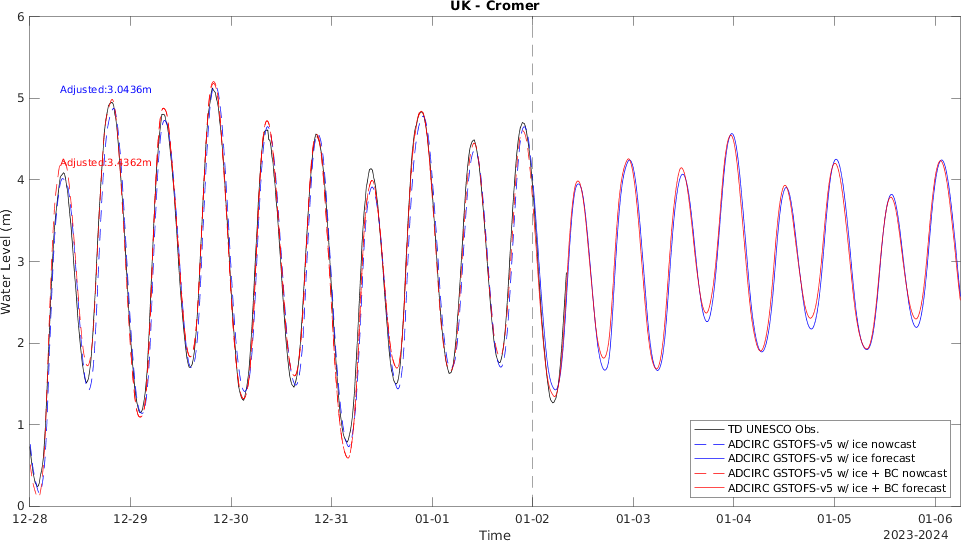 UK - Cromer
6
5
4
3
2
1
0
Water Level (m)
Adjusted:3.0436m
Adjusted:3.4362m
TD UNESCO Obs.
ADCIRC GSTOFS-v5 w/ ice nowcast
ADCIRC GSTOFS-v5 w/ ice forecast
ADCIRC GSTOFS-v5 w/ ice + BC nowcast
ADCIRC GSTOFS-v5 w/ ice + BC forecast
12-28 12-29 12-30 12-31 01-01 01-02 01-03 01-04 01-05 01-06
Time
2023-2024